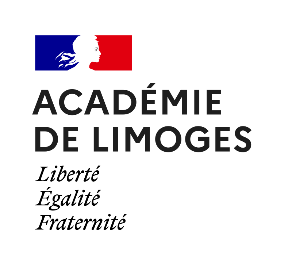 ACADÉMIE
DE LIMOGES
Liberté
Égalité
Fraternité